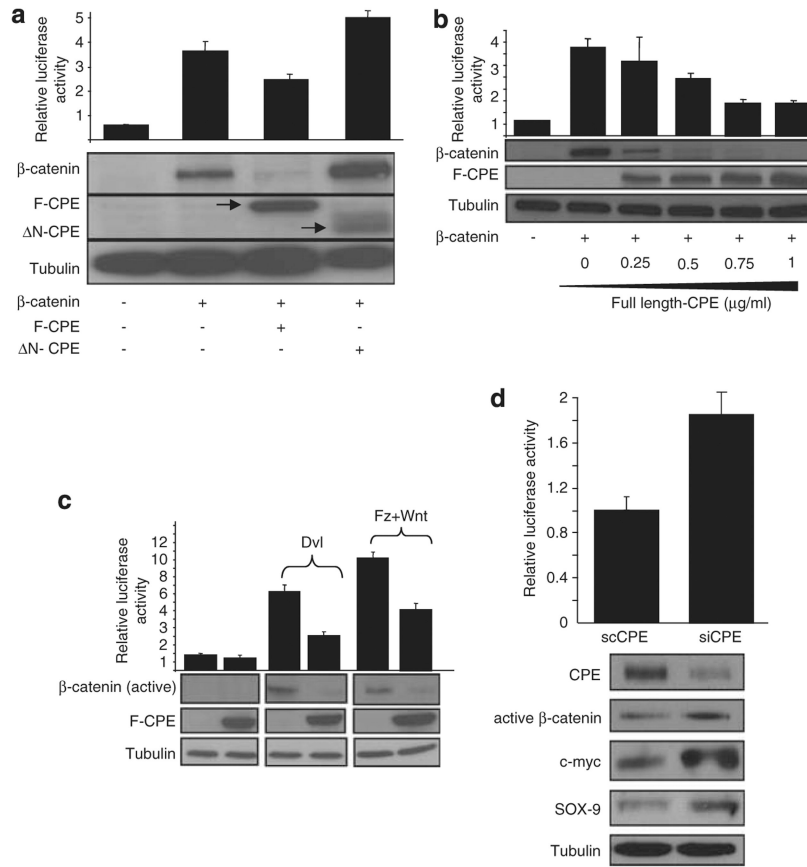 a
Relative luciferase
activity
5
4
3
2
1
β-catenin
F-CPE
ΔN-CPE
Tubulin
β-catenin - + + +
F-CPE - - + -
ΔN- CPE - - - +
b
Relative luciferase
activity
4
3
2
1
β-catenin
F-CPE
Tubulin
β-catenin - + + + + +
0 0.25 0.5 0.75 1
Full length-CPE (μg/ml)
c
Relative luciferase
activity
12
10
8
6
4
2
1
Dvl
Fz+Wnt
β-catenin (active)
F-CPE
Tubulin
d
Relative luciferase activity
2
1.6
1.2
0.8
0.4
0
scCPE siCPE
CPE
active β-catenin
c-myc
SOX-9
Tubulin